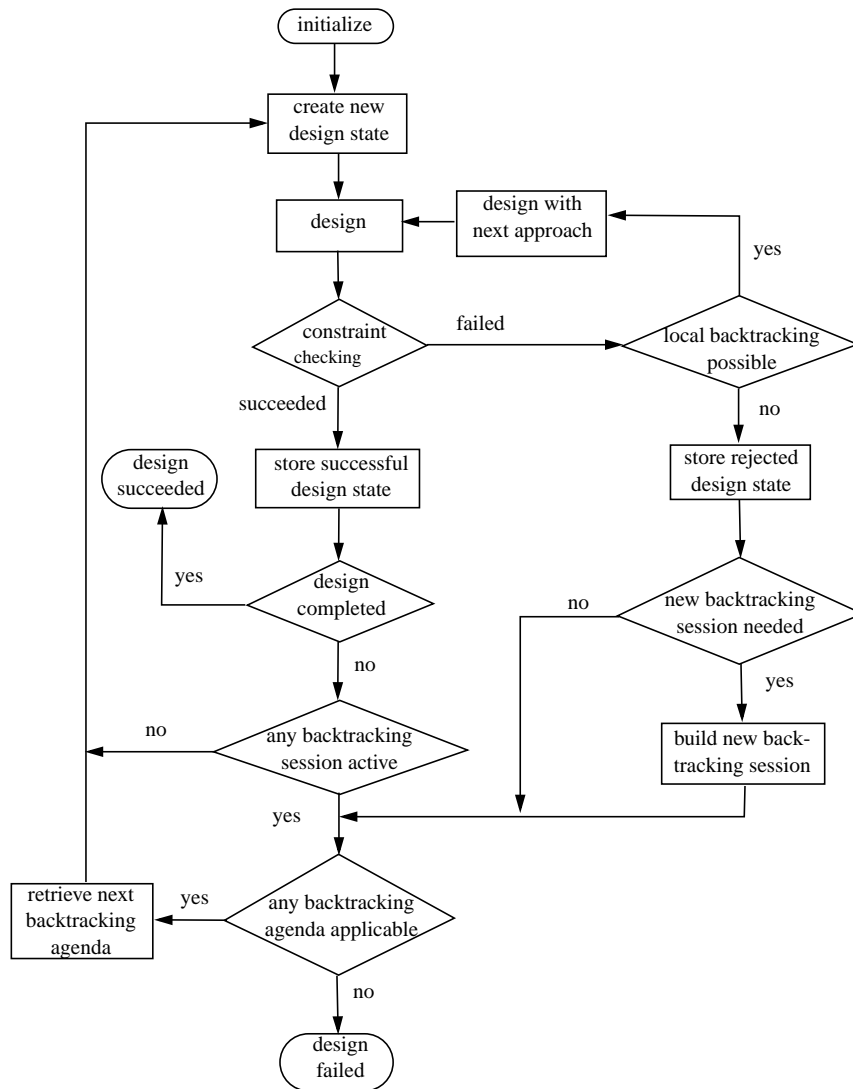 initialize
create new
design state
design
design with
next approach
yes
constraint
checking
failed
local backtracking
possible
succeeded
no
design
succeeded
store successful
design state
store rejected
design state
yes
design
completed
no
new backtracking
session needed
no
yes
no
any backtracking
session active
build new back-
tracking session
yes
retrieve next
backtracking
agenda
yes
any backtracking
agenda applicable
no
design
failed